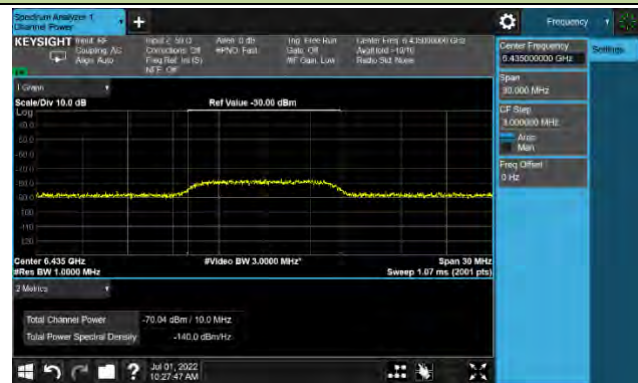 Spectrum Analyzer 1
Channel Power
+
Frequency
KEYSIGHT Input: RF
Coupling: AC
Align: Auto
Input Z: 50 Ω
Corrections: Off
Freq Ref: Int (S)
NFE: Off
Atten: 0 dB
#PNO: Fast
Trig: Free Run
Gate: Off
#IF Gain: Low
Center Freq: 6.435000000 GHz
Avg|Hold: >10/10
Radio Std: None
Center Frequency
6.435000000 GHz
Settings
Span
30.000 MHz
CF Step
3.000000 MHz
Auto
Man
Freq Offset
0 Hz
1 Graph
Scale/Div 10.0 dB
Ref Value -30.00 dBm
Log
Center 6.435 GHz
#Video BW 3.0000 MHz*
Span 30 MHz
#Res BW 1.0000 MHz
Sweep 1.07 ms (2001 pts)
2 Metrics
Total Channel Power -70.04 dBm / 10.0 MHz
Total Power Spectral Density -140.0 dBm/Hz
?
Jul 01, 2022
10:27:47 AM